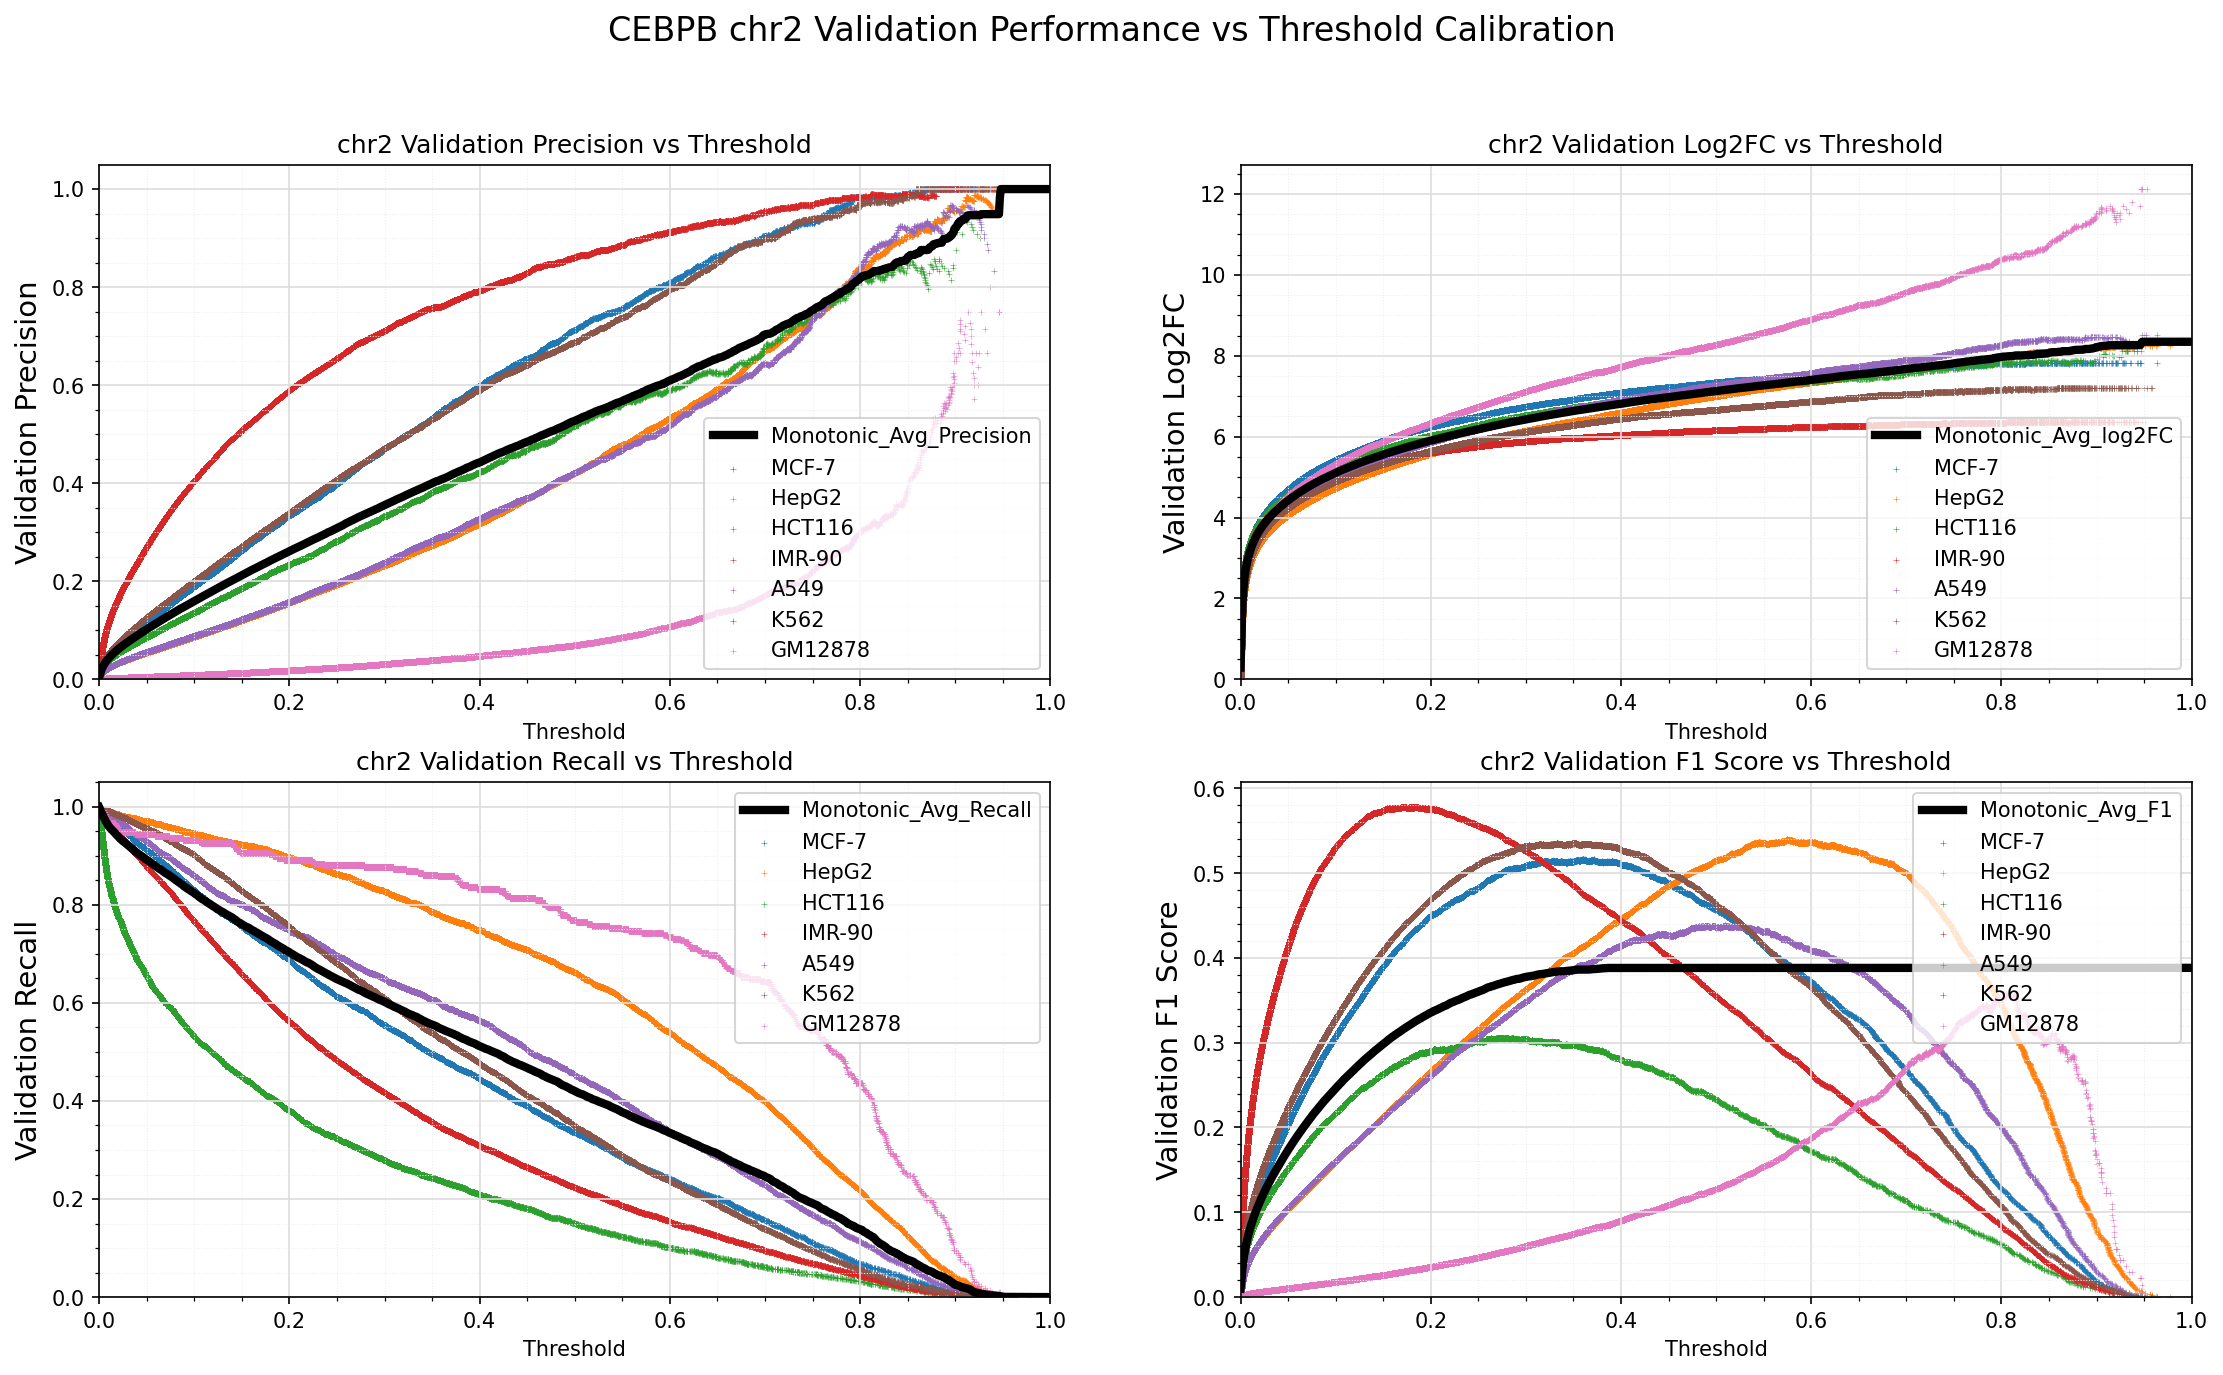 CEBPB chr2 Validation Performance vs Threshold Calibration
chr2 Validation Precision vs Threshold
Validation Precision
1.0
0.8
0.6
0.4
0.2
0.0
0.0 0.2 0.4 0.6 0.8 1.0
Threshold
Monotonic_Avg_Precision
MCF-7
HepG2
HCT116
IMR-90
A549
K562
GM12878
chr2 Validation Log2FC vs Threshold
Validation Log2FC
12
10
8
6
4
2
0
0.0 0.2 0.4 0.6 0.8 1.0
Threshold
Monotonic_Avg_log2FC
MCF-7
HepG2
HCT116
IMR-90
A549
K562
GM12878
chr2 Validation Recall vs Threshold
Validation Recall
1.0
0.8
0.6
0.4
0.2
0.0
0.0 0.2 0.4 0.6 0.8 1.0
Threshold
Monotonic_Avg_Recall
MCF-7
HepG2
HCT116
IMR-90
A549
K562
GM12878
chr2 Validation F1 Score vs Threshold
Validation F1 Score
0.6
0.5
0.4
0.3
0.2
0.1
0.0
0.0 0.2 0.4 0.6 0.8 1.0
Threshold
Monotonic_Avg_F1
MCF-7
HepG2
HCT116
IMR-90
A549
K562
GM12878